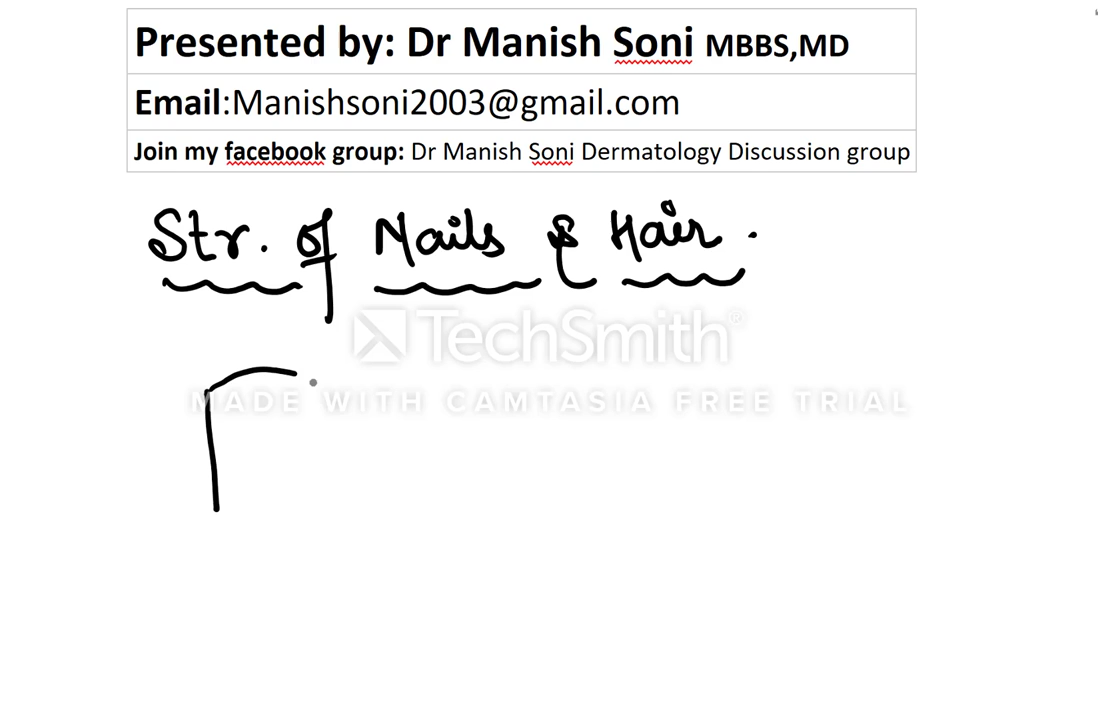 Presented by: Dr Manish Soni MBBS,MD
Email:Manishsoni2003@gmail.com
Join my facebook group: Dr Manish Soni Dermatology Discussion group
Str. of Nails & Hair.
TechSmith®
MADE WITH CAMTASIA FREE TRIAL